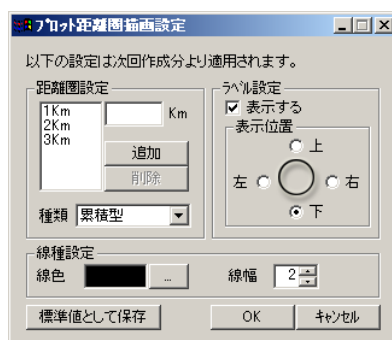 ﾌﾟﾛｯﾄ距離圏描画設定
以下の設定は次回作成分より適用されます。
距離圏設定
1Km
2Km
3Km
Km
追加
削除
種類 累積型
ﾗﾍﾞﾙ設定
表示する
表示位置
上
左 右
下
線種設定
線色 ... 線幅 2
標準値として保存 OK ｷｬﾝｾﾙ